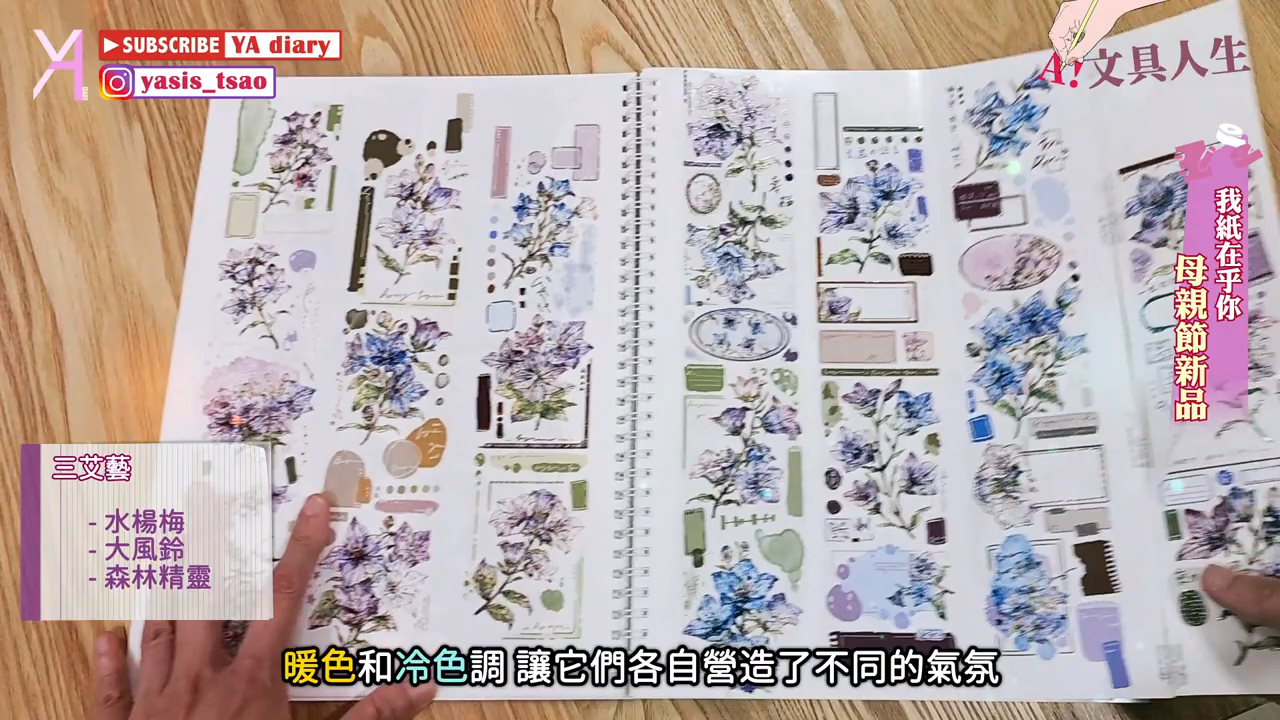 YA
SUBSCRIBE YA diary
yasis_tsao
A!文具人生
我紙在乎你
母親節新品
三艾藝
- 水楊梅
- 大風鈴
- 森林精靈
暖色和冷色調 讓它們各自營造了不同的氣氛